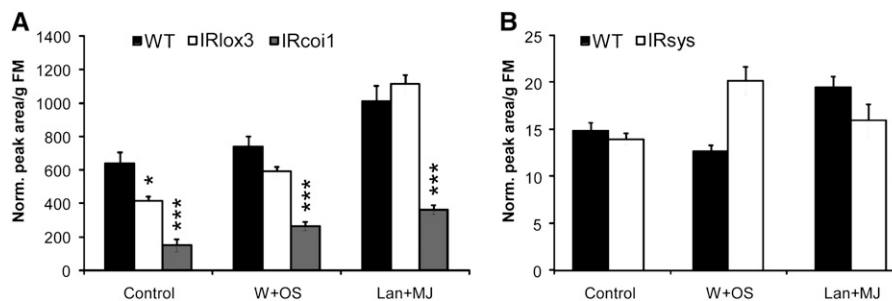 A
Norm. peak area/g FM
1400
1200
1000
800
600
400
200
0
WT IRlox3 IRcoi1
*
***
***
***
Control W+OS Lan+MJ
B
Norm. peak area/g FM
25
20
15
10
5
0
WT IRsys
Control W+OS Lan+MJ